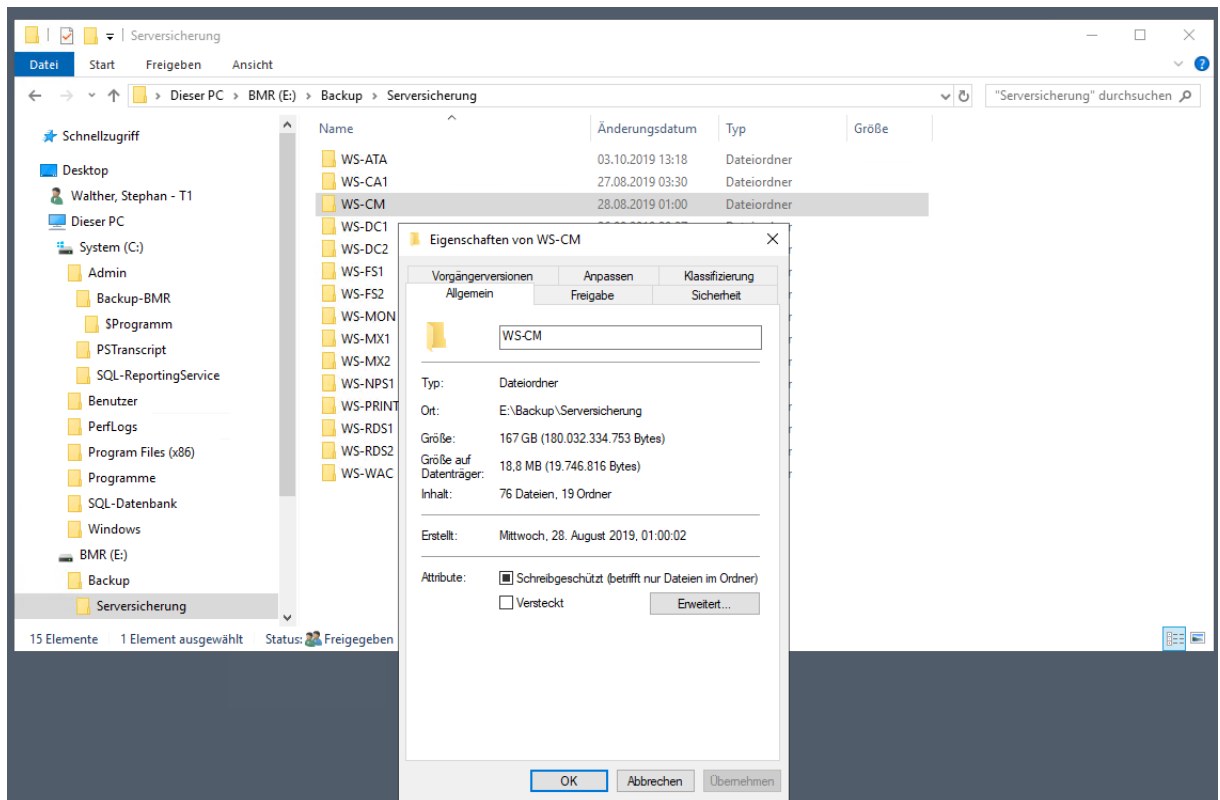 Serversicherung
Datei Start Freigeben Ansicht
Dieser PC > BMR (E:) > Backup > Serversicherung
"Serversicherung" durchsuchen
Schnellzugriff
Desktop
Walther, Stephan - T1
Dieser PC
System (C:)
Admin
Backup-BMR
$Programm
PSTranscript
SQL-ReportingService
Benutzer
PerfLogs
Program Files (x86)
Programme
SQL-Datenbank
Windows
BMR (E:)
Backup
Serversicherung
Name Änderungsdatum Typ Größe
WS-ATA 03.10.2019 13:18 Dateiordner
WS-CA1 27.08.2019 03:30 Dateiordner
WS-CM 28.08.2019 01:00 Dateiordner
WS-DC1
WS-DC2
WS-FS1
WS-FS2
WS-MON
WS-MX1
WS-MX2
WS-NPS1
WS-PRINT
WS-RDS1
WS-RDS2
WS-WAC
15 Elemente 1 Element ausgewählt Status: Freigegeben
Eigenschaften von WS-CM
Vorgängerversionen Anpassen Klassifizierung
Allgemein Freigabe Sicherheit
WS-CM
Typ: Dateiordner
Ort: E:\Backup\Serversicherung
Größe: 167 GB (180.032.334.753 Bytes)
Größe auf
Datenträger: 18,8 MB (19.746.816 Bytes)
Inhalt: 76 Dateien, 19 Ordner
Erstellt: Mittwoch, 28. August 2019, 01:00:02
Attribute: Schreibgeschützt (betrifft nur Dateien im Ordner)
Versteckt Erweitert...
OK Abbrechen Übernehmen